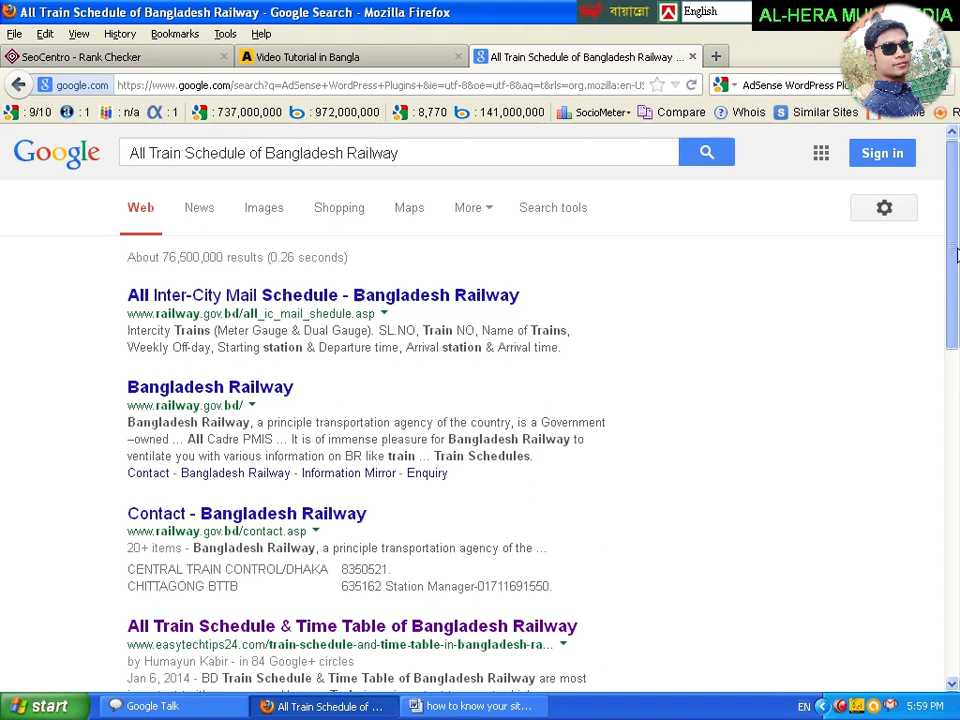 All Train Schedule of Bangladesh Railway - Google Search - Mozilla Firefox
বায়ান্নো
English
AL-HERA MUL MEDIA
File Edit View History Bookmarks Tools Help
SeoCentro - Rank Checker
Video Tutorial in Bangla
All Train Schedule of Bangladesh Railway ...
google.com
https://www.google.com/search?q=AdSense+WordPress+Plugins+&ie=utf-8&oe=utf-8&aq=t&rls=org.mozilla:en-US
AdSense WordPress Plu
: 9/10 : 1 : n/a : 1 : 737,000,000 : 972,000,000 : 8,770 : 141,000,000 SocioMeter Compare Whois Similar Sites
Google
All Train Schedule of Bangladesh Railway
Sign in
Web News Images Shopping Maps More Search tools
About 76,500,000 results (0.26 seconds)
All Inter-City Mail Schedule - Bangladesh Railway
www.railway.gov.bd/all_ic_mail_shedule.asp
Intercity Trains (Meter Gauge & Dual Gauge). SL.NO, Train NO, Name of Trains,
Weekly Off-day, Starting station & Departure time, Arrival station & Arrival time.
Bangladesh Railway
www.railway.gov.bd/
Bangladesh Railway, a principle transportation agency of the country, is a Government
–owned ... All Cadre PMIS ... It is of immense pleasure for Bangladesh Railway to
ventilate you with various information on BR like train ... Train Schedules.
Contact - Bangladesh Railway - Information Mirror - Enquiry
Contact - Bangladesh Railway
www.railway.gov.bd/contact.asp
20+ items - Bangladesh Railway, a principle transportation agency of the ...
CENTRAL TRAIN CONTROL/DHAKA 8350521.
CHITTAGONG BTTB 635162 Station Manager-01711691550.
All Train Schedule & Time Table of Bangladesh Railway
www.easytechtips24.com/train-schedule-and-time-table-in-bangladesh-ra...
by Humayun Kabir - in 84 Google+ circles
Jan 6, 2014 - BD Train Schedule & Time Table of Bangladesh Railway are most
start
Google Talk
All Train Schedule of ...
how to know your sit...
EN
5:59 PM